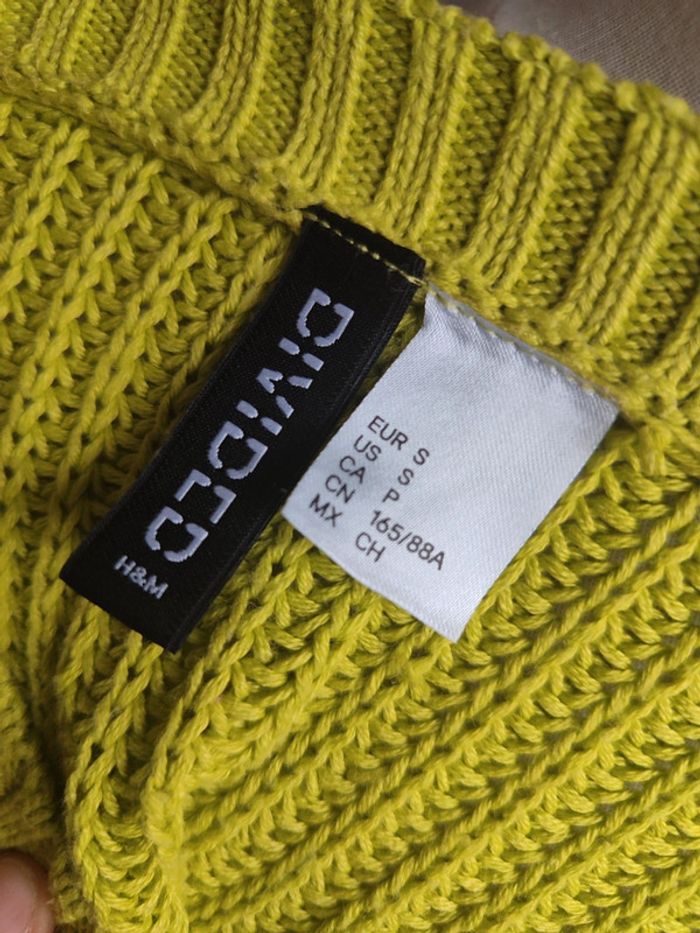 DIVIDED
H&M
EUR S
US S
CA P
CN 165/88A
MX CH